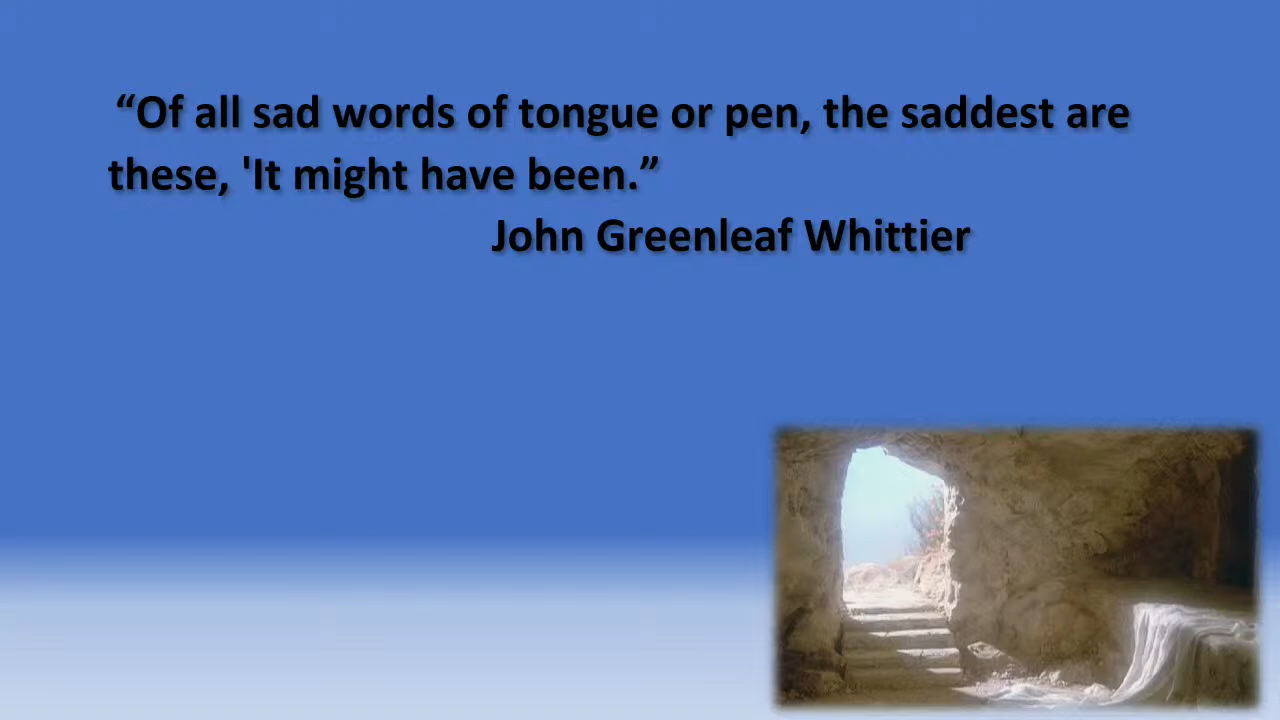 “Of all sad words of tongue or pen, the saddest are
these, 'It might have been.”
John Greenleaf Whittier